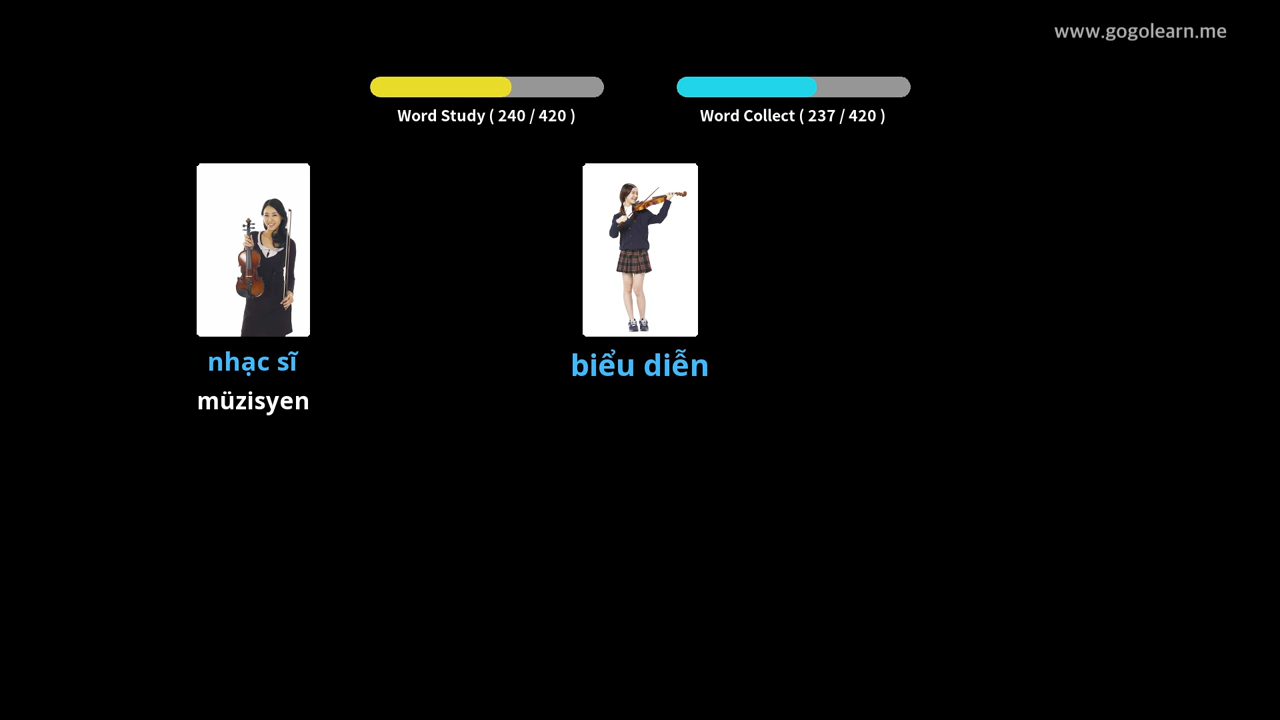 www.gogolearn.me
Word Study ( 240 / 420 )
Word Collect ( 237 / 420 )
nhạc sĩ
müzisyen
biểu diễn